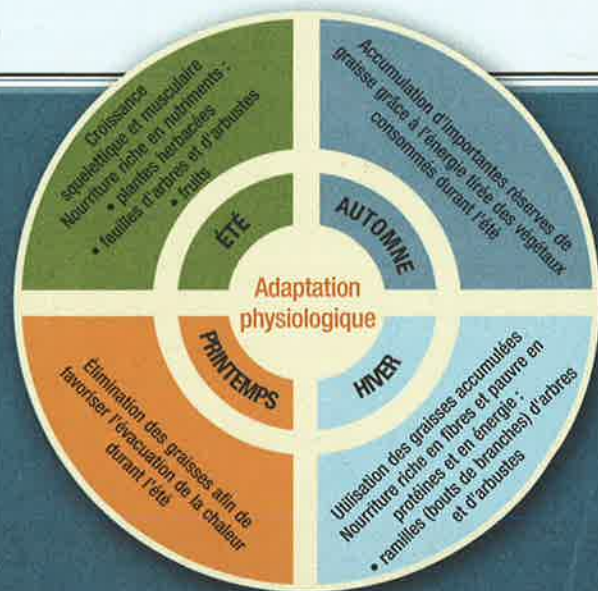 Adaptation
physiologique
ÉTÉ
Croissance
squelettique et musculaire
Nourriture riche en nutriments :
• plantes herbacées
• feuilles d'arbres et d'arbustes
• fruits
AUTOMNE
Accumulation d'importantes réserves de
graisse grâce à l'énergie tirée des végétaux
consommés durant l'été
HIVER
Utilisation des graisses accumulées
Nourriture riche en fibres et pauvre en
protéines et en énergie :
• ramilles (bouts de branches) d'arbres
et d'arbustes
PRINTEMPS
Élimination des graisses afin de
favoriser l'évacuation de la chaleur
durant l'été